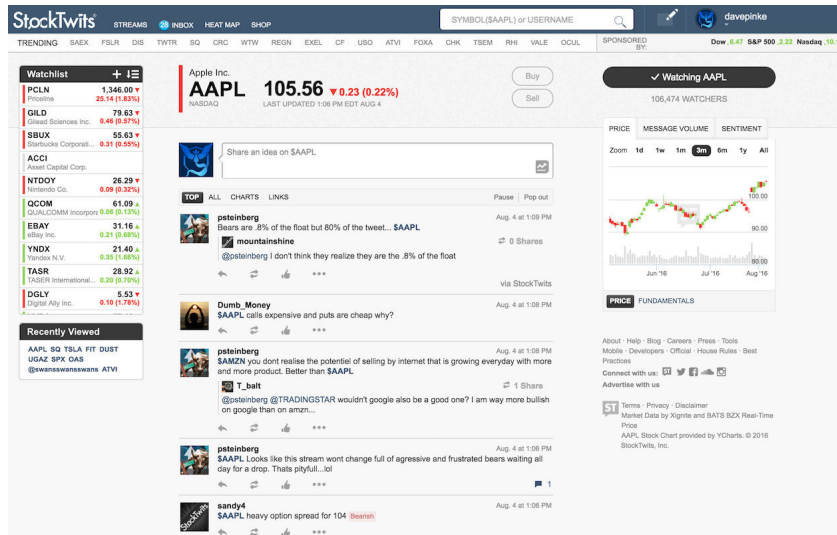 StockTwits®
STREAMS
28 INBOX
HEAT MAP
SHOP
SYMBOL($AAPL) or USERNAME
davepinke
TRENDING SAEX FSLR DIS TWTR SQ CRC WTW REGN EXEL CF USO ATVI FOXA CHK TSEM RHI VALE OCUL
SPONSORED BY:
Dow .6.47 S&P 500 .2.22 Nasdaq
Watchlist
PCLN 1,346.00
Priceline 25.14 (1.83%)
GILD 79.63
Gilead Sciences Inc. 0.46 (0.57%)
SBUX 55.63
Starbucks Corporati... 0.31 (0.55%)
ACCI
Asset Capital Corp.
NTDOY 26.29
Nintendo Co. 0.09 (0.32%)
QCOM 61.09
QUALCOMM Incorpora 0.08 (0.13%)
EBAY 31.16
eBay Inc. 0.21 (0.68%)
YNDX 21.40
Yandex N.V. 0.35 (1.66%)
TASR 28.92
TASER International... 0.20 (0.70%)
DGLY 5.53
Digital Ally Inc. 0.10 (1.78%)
Recently Viewed
AAPL SQ TSLA FIT DUST
UGAZ SPX OAS
@swansswansswans ATVI
Apple Inc.
AAPL
NASDAQ
105.56 ▼ 0.23 (0.22%)
LAST UPDATED 1:06 PM EDT AUG 4
Buy
Sell
Share an idea on $AAPL
TOP ALL CHARTS LINKS
Pause Pop out
psteinberg Aug. 4 at 1:09 PM
Bears are .8% of the float but 80% of the tweet... $AAPL
mountainshine 0 Shares
@psteinberg I don't think they realize they are the .8% of the float
via StockTwits
Dumb_Money Aug. 4 at 1:08 PM
$AAPL calls expensive and puts are cheap why?
psteinberg Aug. 4 at 1:08 PM
$AMZN you dont realise the potentiel of selling by internet that is growing everyday with more
and more product. Better than $AAPL
T_balt 1 Share
@psteinberg @TRADINGSTAR wouldn't google also be a good one? I am way more bullish
on google than on amzn...
psteinberg Aug. 4 at 1:06 PM
$AAPL Looks like this stream wont change full of agressive and frustrated bears waiting all
day for a drop. Thats pityfull...lol
1
sandy4 Aug. 4 at 1:06 PM
$AAPL heavy option spread for 104 Bearish
StockTwits
✓ Watching AAPL
106,474 WATCHERS
PRICE MESSAGE VOLUME SENTIMENT
Zoom 1d 1w 1m 3m 6m 1y All
100.00
90.00
80.00
Jun '16 Jul '16 Aug '16
PRICE FUNDAMENTALS
About · Help · Blog · Careers · Press · Tools
Mobile · Developers · Official · House Rules · Best
Practices
Connect with us:
Advertise with us
ST
Terms · Privacy · Disclaimer
Market Data by Xignite and BATS BZX Real-Time
Price
AAPL Stock Chart provided by YCharts. © 2016
StockTwits, Inc.